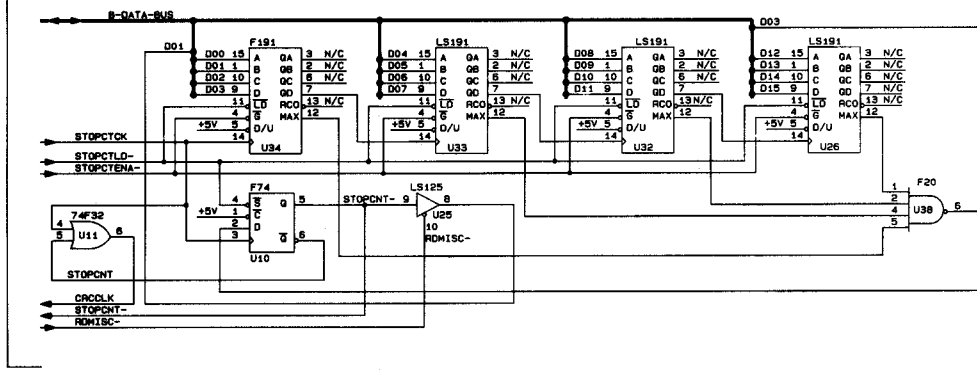 B-DATA-BUS
D01
D03
F191
D00 15 A QA 3 N/C
D01 1 B QB 2 N/C
D02 10 C QC 6 N/C
D03 9 D QD 7
11 LD RCO 13 N/C
4 G MAX 12
+5V 5 D/U
14
U34
LS191
D04 15 A QA 3 N/C
D05 1 B QB 2 N/C
D06 10 C QC 6 N/C
D07 9 D QD 7
11 LD RCO 13 N/C
4 G MAX 12
+5V 5 D/U
14
U33
LS191
D08 15 A QA 3 N/C
D09 1 B QB 2 N/C
D10 10 C QC 6 N/C
D11 9 D QD 7
11 LD RCO 13 N/C
4 G MAX 12
+5V 5 D/U
14
U32
LS191
D12 15 A QA 3 N/C
D13 1 B QB 2 N/C
D14 10 C QC 6 N/C
D15 9 D QD 7
11 LD RCO 13 N/C
4 G MAX 12
+5V 5 D/U
14
U26
STOPCTCK
STOPCTLD-
STOPCTENA-
74F32
4
5
U11
6
F74
4 S Q 5
+5V 1 C
2 D
3 Q 6
U10
STOPCNT-
LS125
9
8
U25
10
RDMISC-
F20
1
2
4
5
U38
6
STOPCNT
CRCCLK
STOPCNT-
RDMISC-